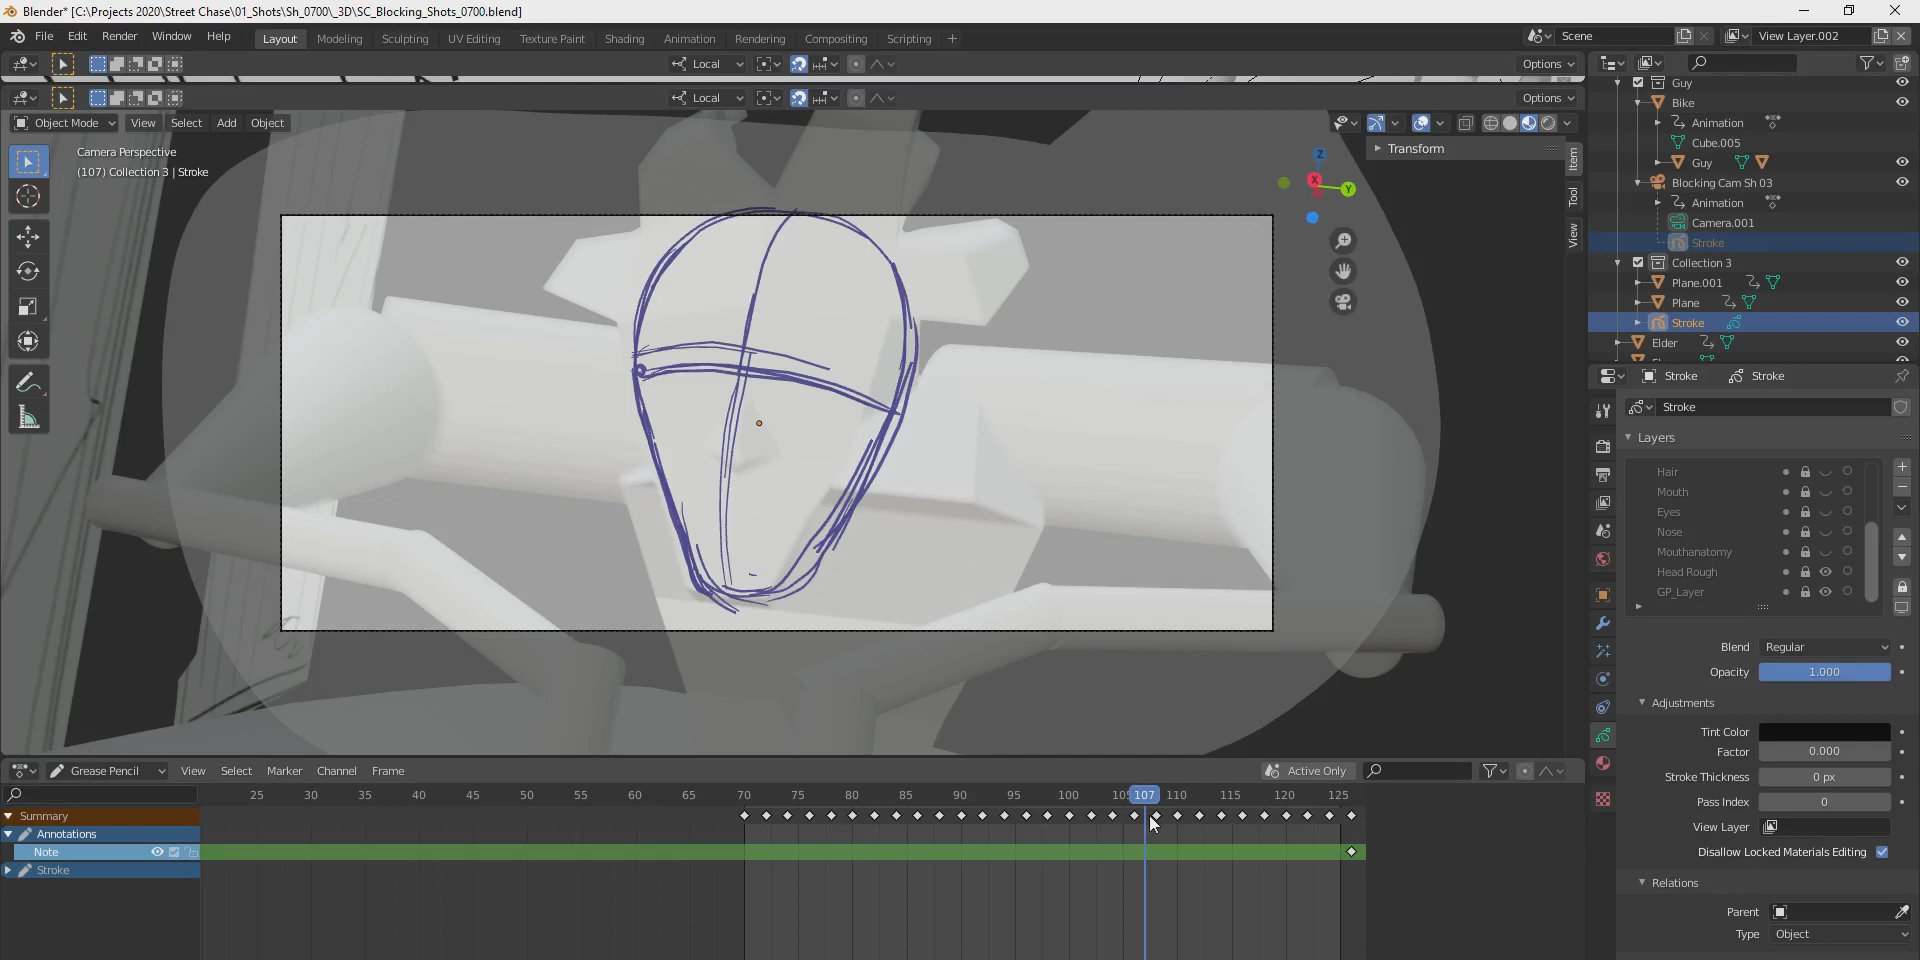 Blender* [C:\Projects 2020\Street Chase\01_Shots\Sh_0700\_3D\SC_Blocking_Shots_0700.blend]
File Edit Render Window Help Layout Modeling Sculpting UV Editing Texture Paint Shading Animation Rendering Compositing Scripting + Scene View Layer.002
Local Options
Local Options
Object Mode View Select Add Object
Camera Perspective
(107) Collection 3 | Stroke
Z
X
Y
Transform
Item
Tool
View
Guy
Bike
Animation
Cube.005
Guy
Blocking Cam Sh 03
Animation
Camera.001
Stroke
Collection 3
Plane.001
Plane
Stroke
Elder
Stroke Stroke
Stroke
Layers
Hair
Mouth
Eyes
Nose
Mouthanatomy
Head Rough
GP_Layer
Blend Regular
Opacity 1.000
Adjustments
Tint Color
Factor 0.000
Stroke Thickness 0 px
Pass Index 0
View Layer
Disallow Locked Materials Editing
Relations
Parent
Type Object
Grease Pencil View Select Marker Channel Frame Active Only
25 30 35 40 45 50 55 60 65 70 75 80 85 90 95 100 105 107 110 115 120 125
Summary
Annotations
Note
Stroke